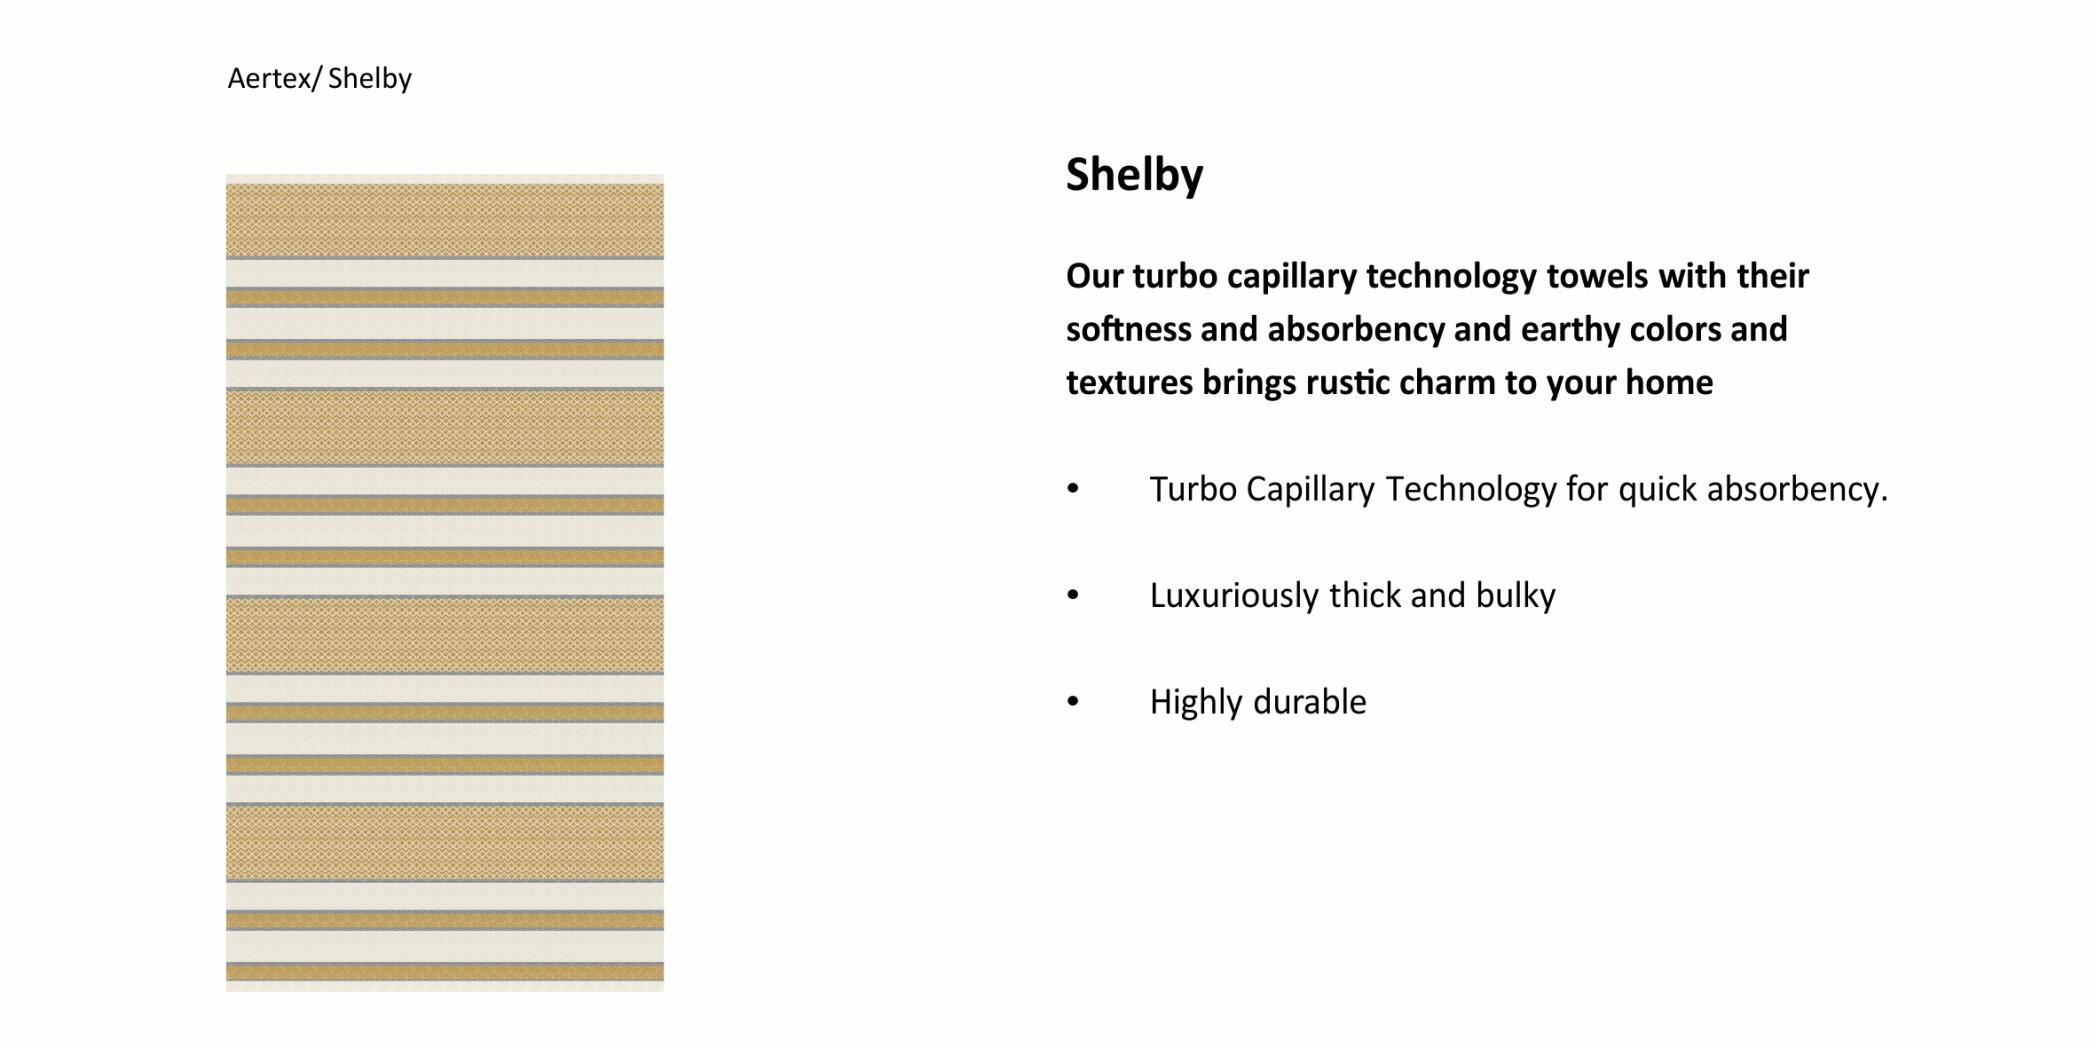 Aertex/ Shelby
Shelby
Our turbo capillary technology towels with their
softness and absorbency and earthy colors and
textures brings rustic charm to your home
• Turbo Capillary Technology for quick absorbency.
• Luxuriously thick and bulky
• Highly durable